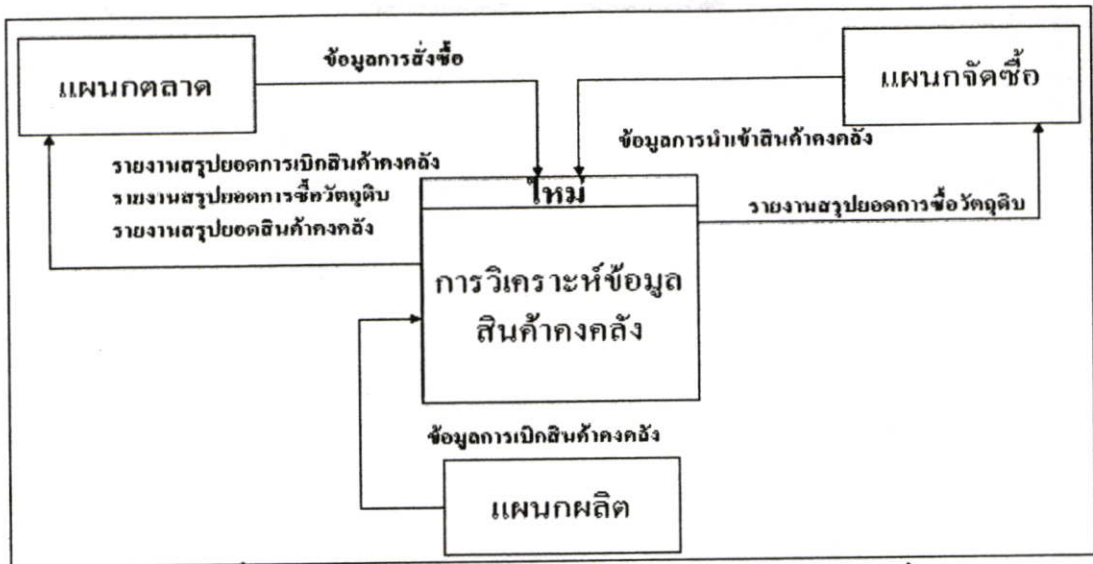 ข้อมูลการสั่งซื้อ
แผนกตลาด
แผนกจัดซื้อ
ข้อมูลการนำเข้าสินค้าคงคลัง
รายงานสรุปยอดการเบิกสินค้าคงคลัง
รายงานสรุปยอดการซื้อวัตถุดิบ
รายงานสรุปยอดสินค้าคงคลัง
ใหม่
รายงานสรุปยอดการซื้อวัตถุดิบ
การวิเคราะห์ข้อมูล
สินค้าคงคลัง
ข้อมูลการเบิกสินค้าคงคลัง
แผนกผลิต